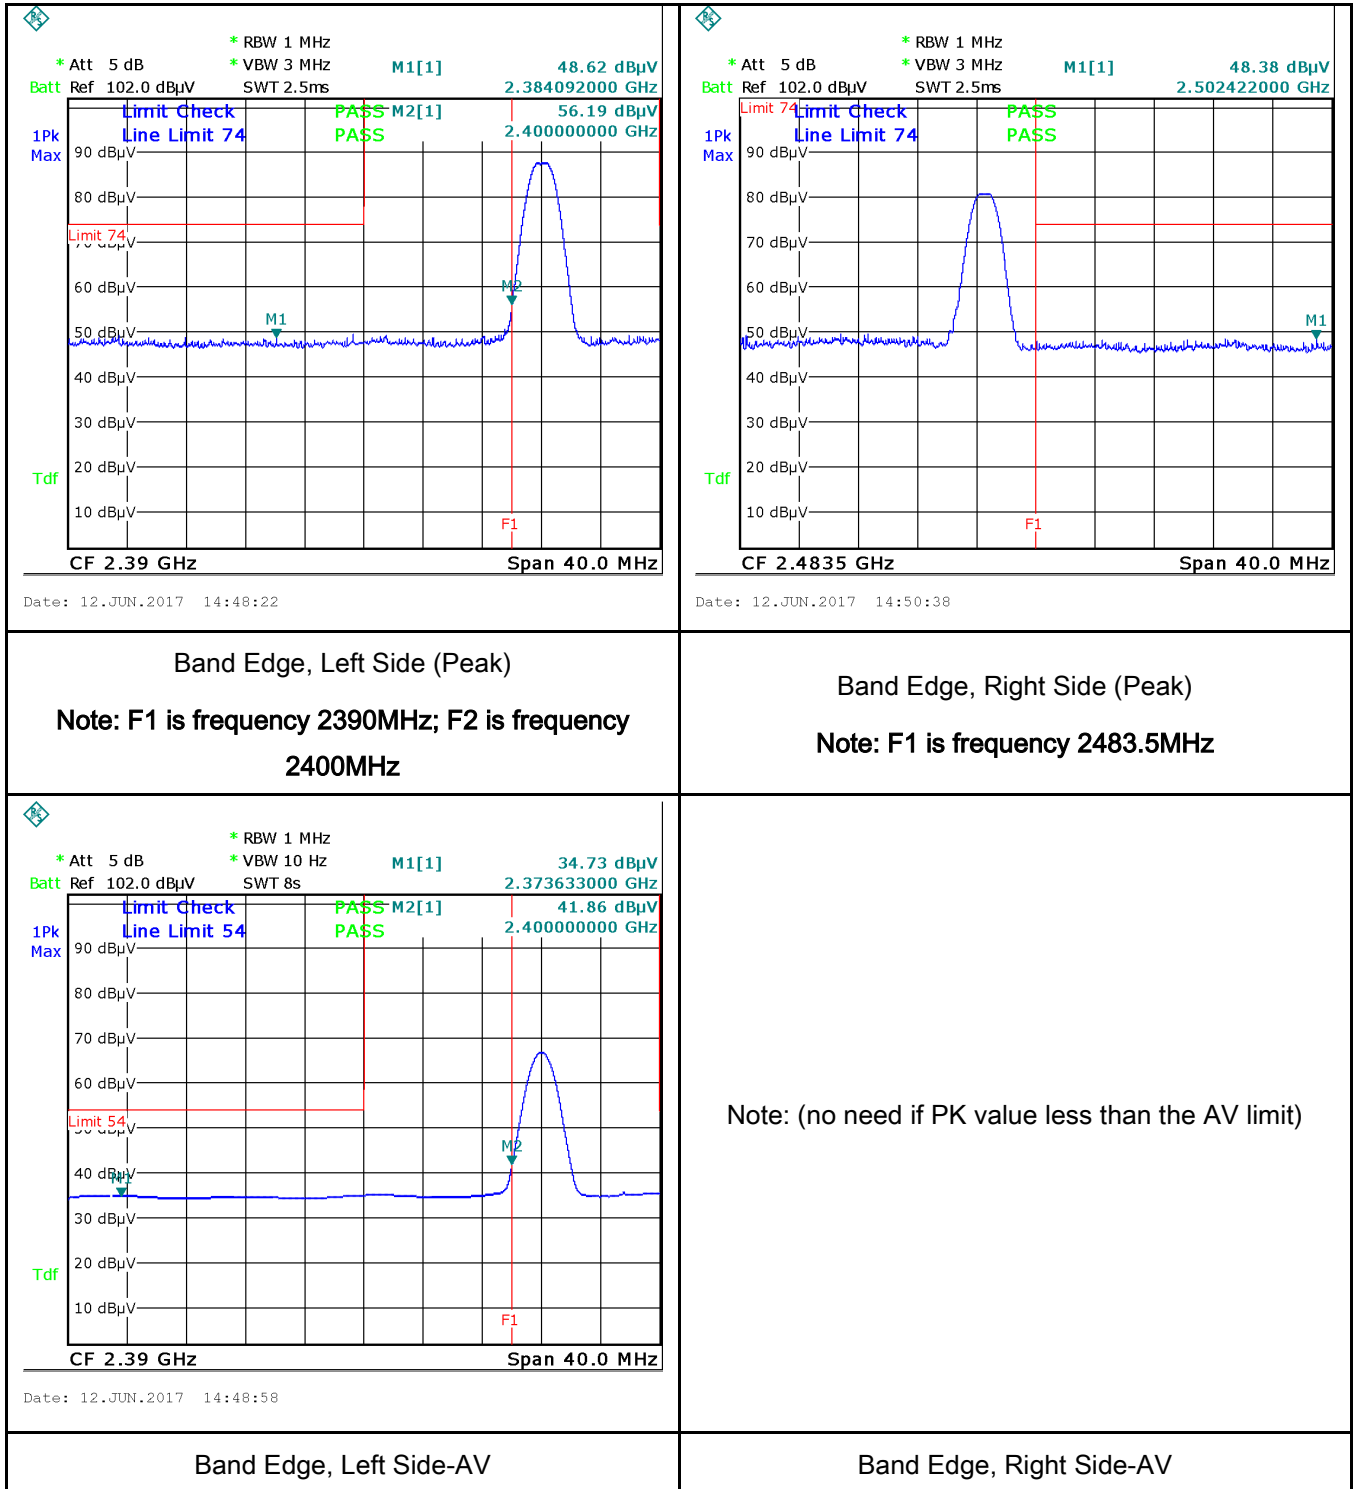 * RBW 1 MHz
* Att 5 dB * VBW 3 MHz M1[1] 48.62 dBµV
Batt Ref 102.0 dBµV SWT 2.5ms 2.384092000 GHz
Limit Check PASS M2[1] 56.19 dBµV
1Pk Line Limit 74 PASS 2.400000000 GHz
Max 90 dBµV
80 dBµV
Limit 74
70 dBµV
60 dBµV
M2
M1
50 dBµV
40 dBµV
30 dBµV
20 dBµV
Tdf
10 dBµV
F1
CF 2.39 GHz Span 40.0 MHz
Date: 12.JUN.2017 14:48:22
* RBW 1 MHz
* Att 5 dB * VBW 3 MHz M1[1] 48.38 dBµV
Batt Ref 102.0 dBµV SWT 2.5ms 2.502422000 GHz
Limit 74 Limit Check PASS
1Pk Line Limit 74 PASS
Max 90 dBµV
80 dBµV
70 dBµV
60 dBµV
M1
50 dBµV
40 dBµV
30 dBµV
20 dBµV
Tdf
10 dBµV
F1
CF 2.4835 GHz Span 40.0 MHz
Date: 12.JUN.2017 14:50:38
Band Edge, Left Side (Peak)
Note: F1 is frequency 2390MHz; F2 is frequency
2400MHz
Band Edge, Right Side (Peak)
Note: F1 is frequency 2483.5MHz
* RBW 1 MHz
* Att 5 dB * VBW 10 Hz M1[1] 34.73 dBµV
Batt Ref 102.0 dBµV SWT 8s 2.373633000 GHz
Limit Check PASS M2[1] 41.86 dBµV
1Pk Line Limit 54 PASS 2.400000000 GHz
Max 90 dBµV
80 dBµV
70 dBµV
60 dBµV
Limit 54
50 dBµV
M2
40 dBµV
M1
30 dBµV
20 dBµV
Tdf
10 dBµV
F1
CF 2.39 GHz Span 40.0 MHz
Date: 12.JUN.2017 14:48:58
Note: (no need if PK value less than the AV limit)
Band Edge, Left Side-AV
Band Edge, Right Side-AV